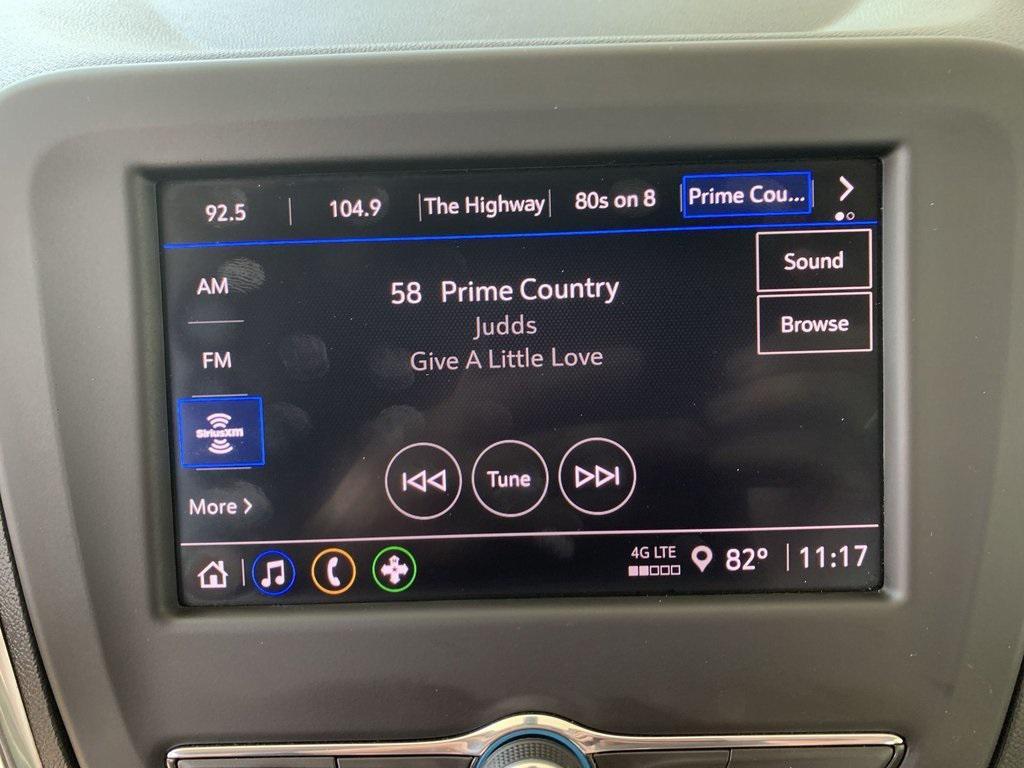 92.5 104.9 The Highway 80s on 8 Prime Cou...
AM
FM
SiriusXM
More
58 Prime Country
Judds
Give A Little Love
Sound
Browse
Tune
4G LTE
82° 11:17